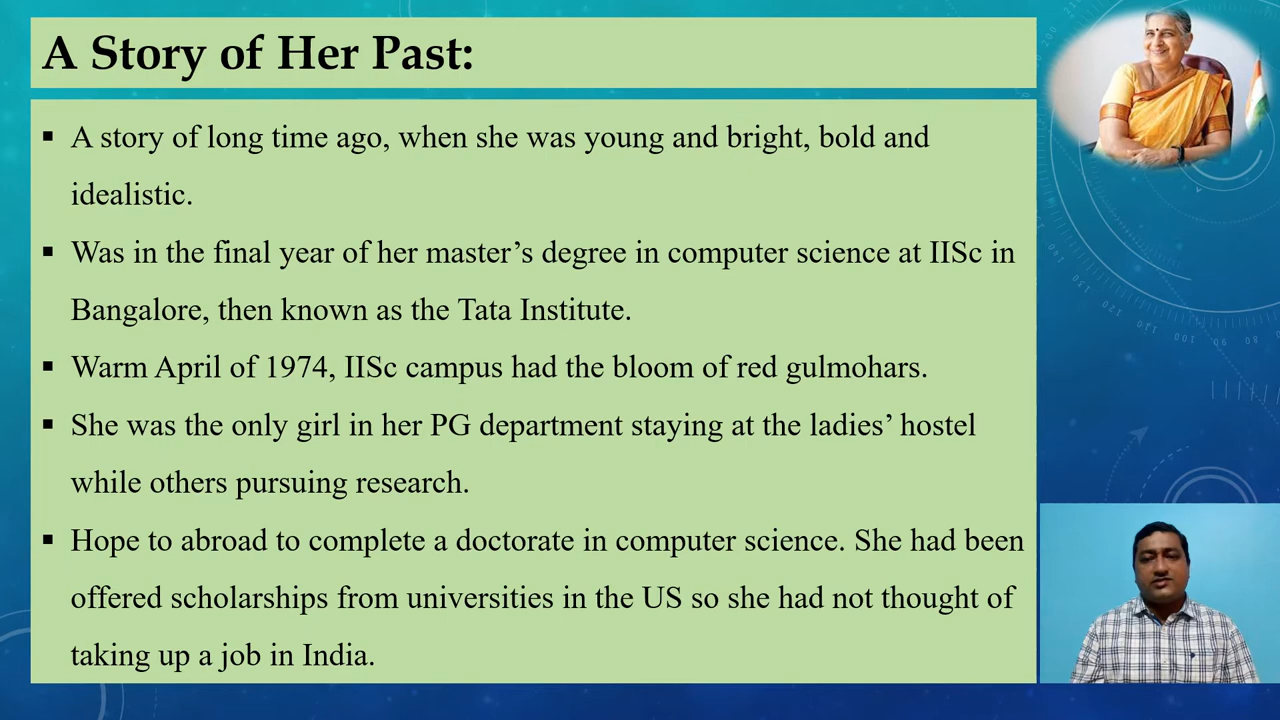 A Story of Her Past:
▪ A story of long time ago, when she was young and bright, bold and
idealistic.
▪ Was in the final year of her master’s degree in computer science at IISc in
Bangalore, then known as the Tata Institute.
▪ Warm April of 1974, IISc campus had the bloom of red gulmohars.
▪ She was the only girl in her PG department staying at the ladies’ hostel
while others pursuing research.
▪ Hope to abroad to complete a doctorate in computer science. She had been
offered scholarships from universities in the US so she had not thought of
taking up a job in India.